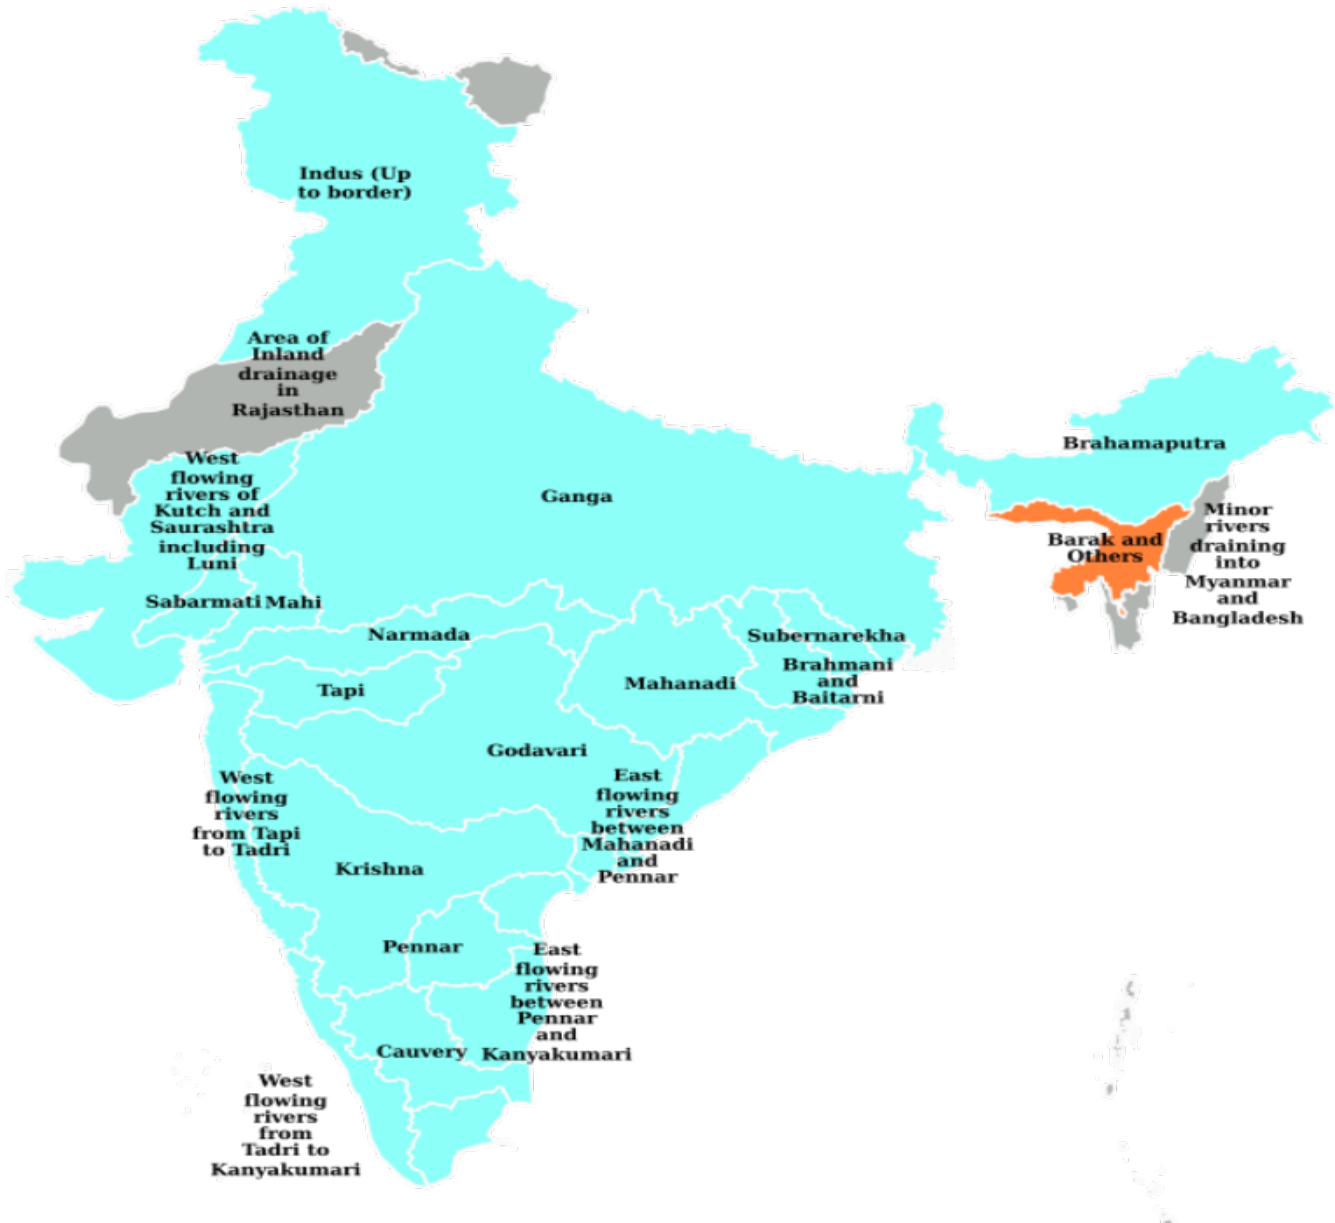 Indus (Up
to border)
Area of
Inland
drainage
in
Rajasthan
West
flowing
rivers of
Kutch and
Saurashtra
including
Luni
Sabarmati
Mahi
Ganga
Brahamaputra
Barak and
Others
Minor
rivers
draining
into
Myanmar
and
Bangladesh
Narmada
Tapi
Subernarekha
Brahmani
and
Baitarni
Mahanadi
Godavari
West
flowing
rivers
from Tapi
to Tadri
East
flowing
rivers
between
Mahanadi
and
Pennar
Krishna
Pennar
East
flowing
rivers
between
Pennar
and
Kanyakumari
Cauvery
West
flowing
rivers
from
Tadri to
Kanyakumari